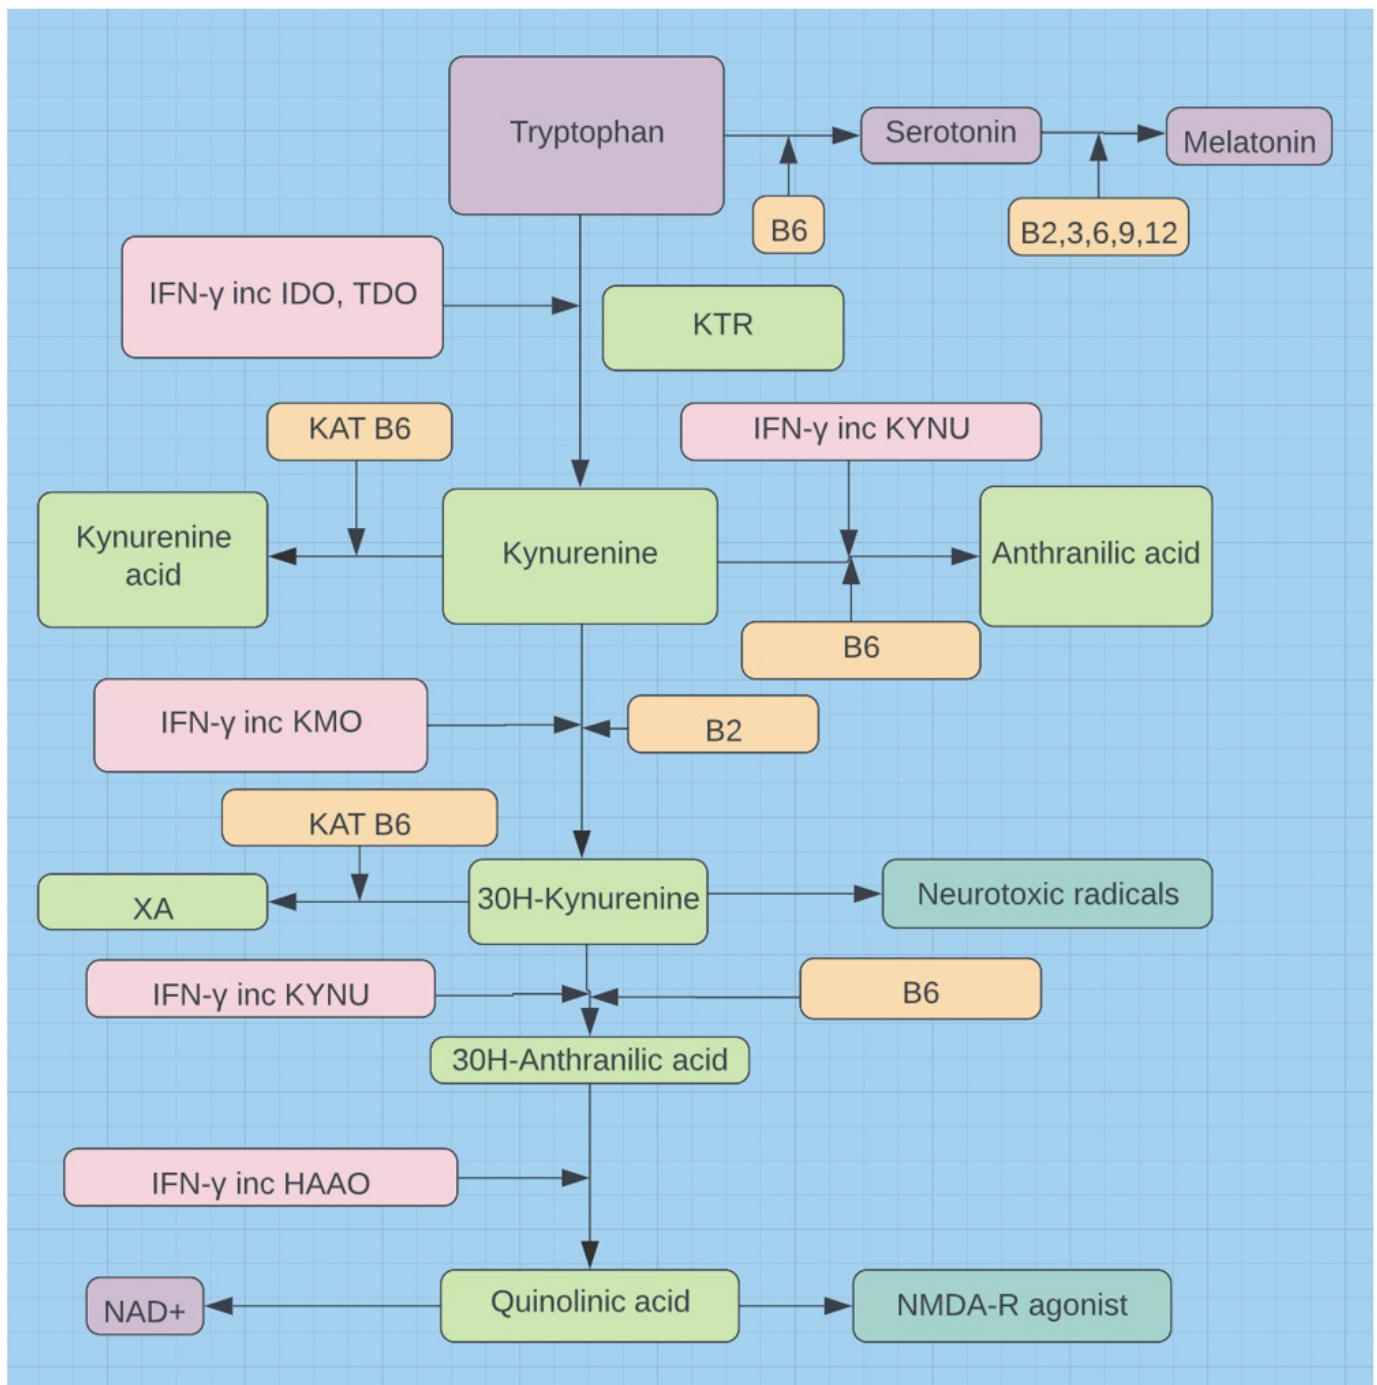 Tryptophan
Serotonin
Melatonin
B6
B2,3,6,9,12
IFN-γ inc IDO, TDO
KTR
KAT B6
IFN-γ inc KYNU
Kynurenine
acid
Kynurenine
Anthranilic acid
B6
IFN-γ inc KMO
B2
KAT B6
XA
30H-Kynurenine
Neurotoxic radicals
IFN-γ inc KYNU
B6
30H-Anthranilic acid
IFN-γ inc HAAO
NAD+
Quinolinic acid
NMDA-R agonist